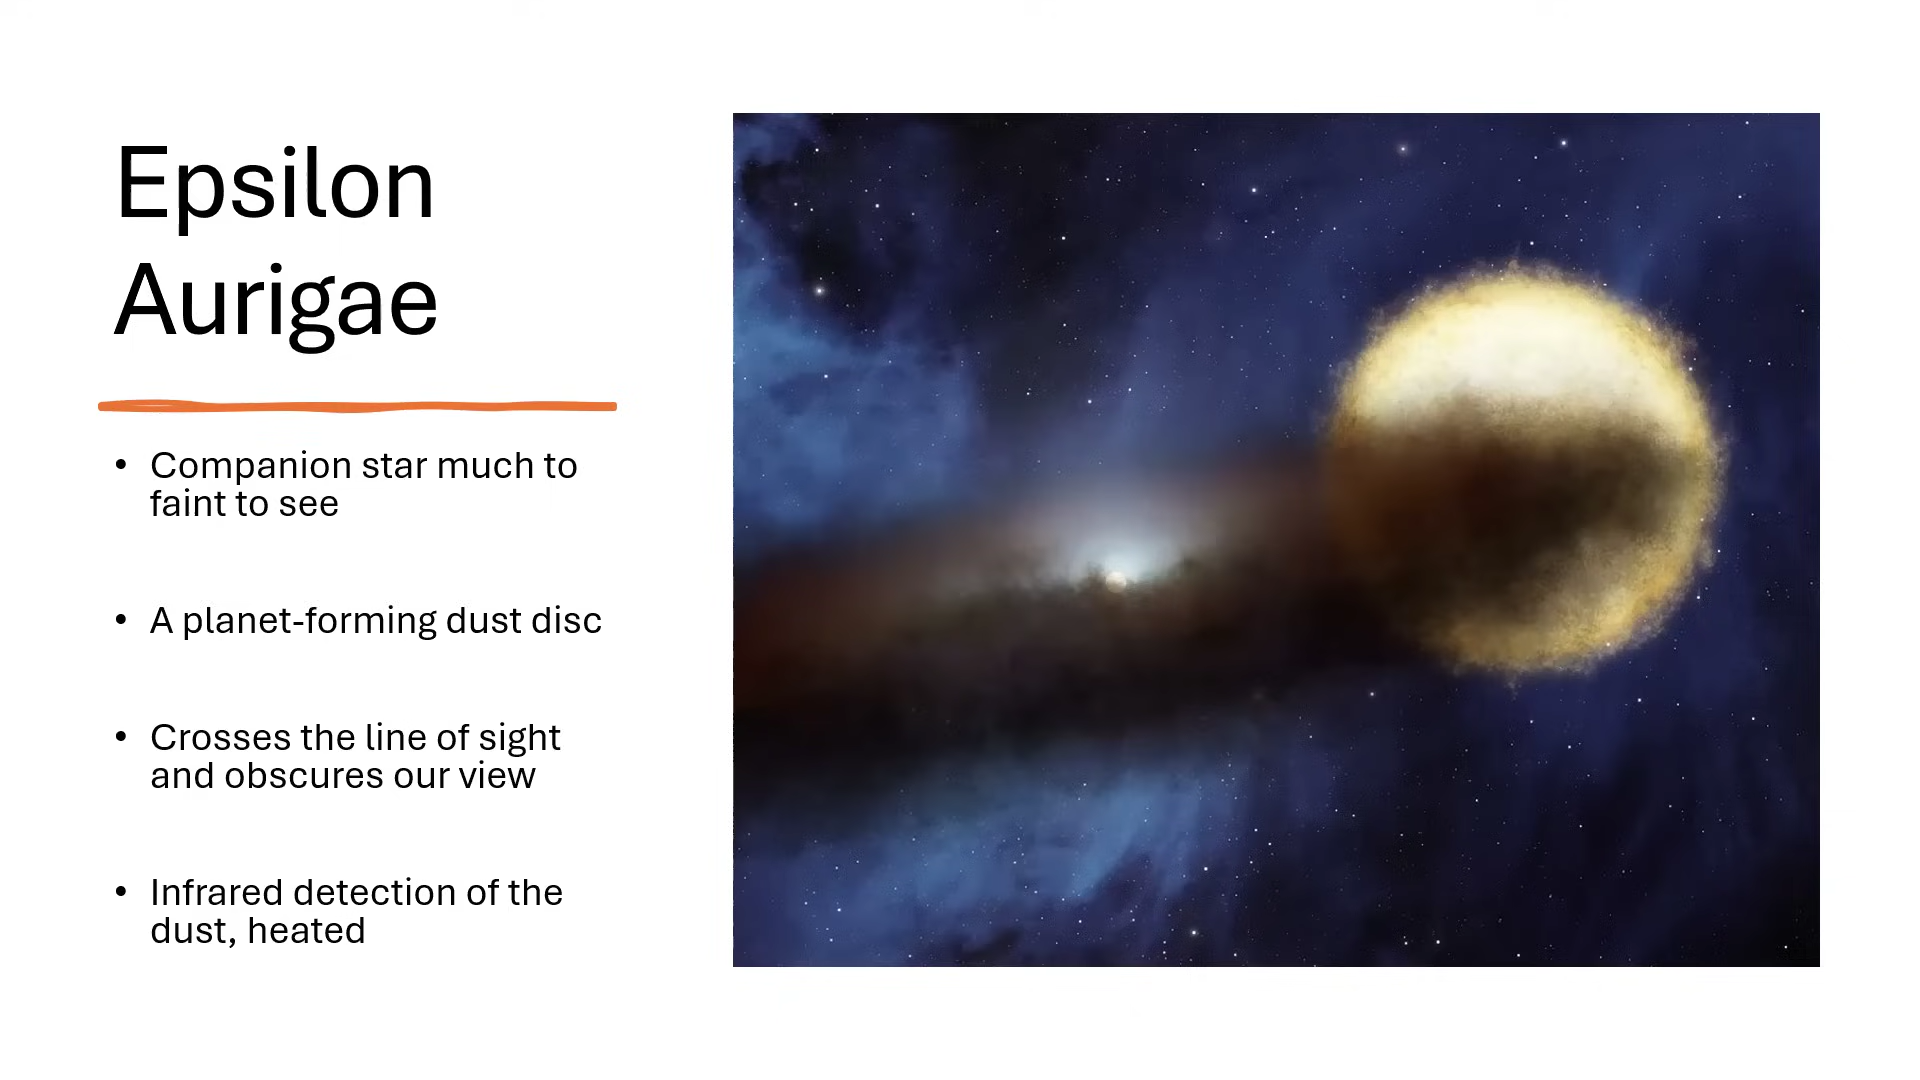 Epsilon
Aurigae
• Companion star much to
faint to see
• A planet-forming dust disc
• Crosses the line of sight
and obscures our view
• Infrared detection of the
dust, heated